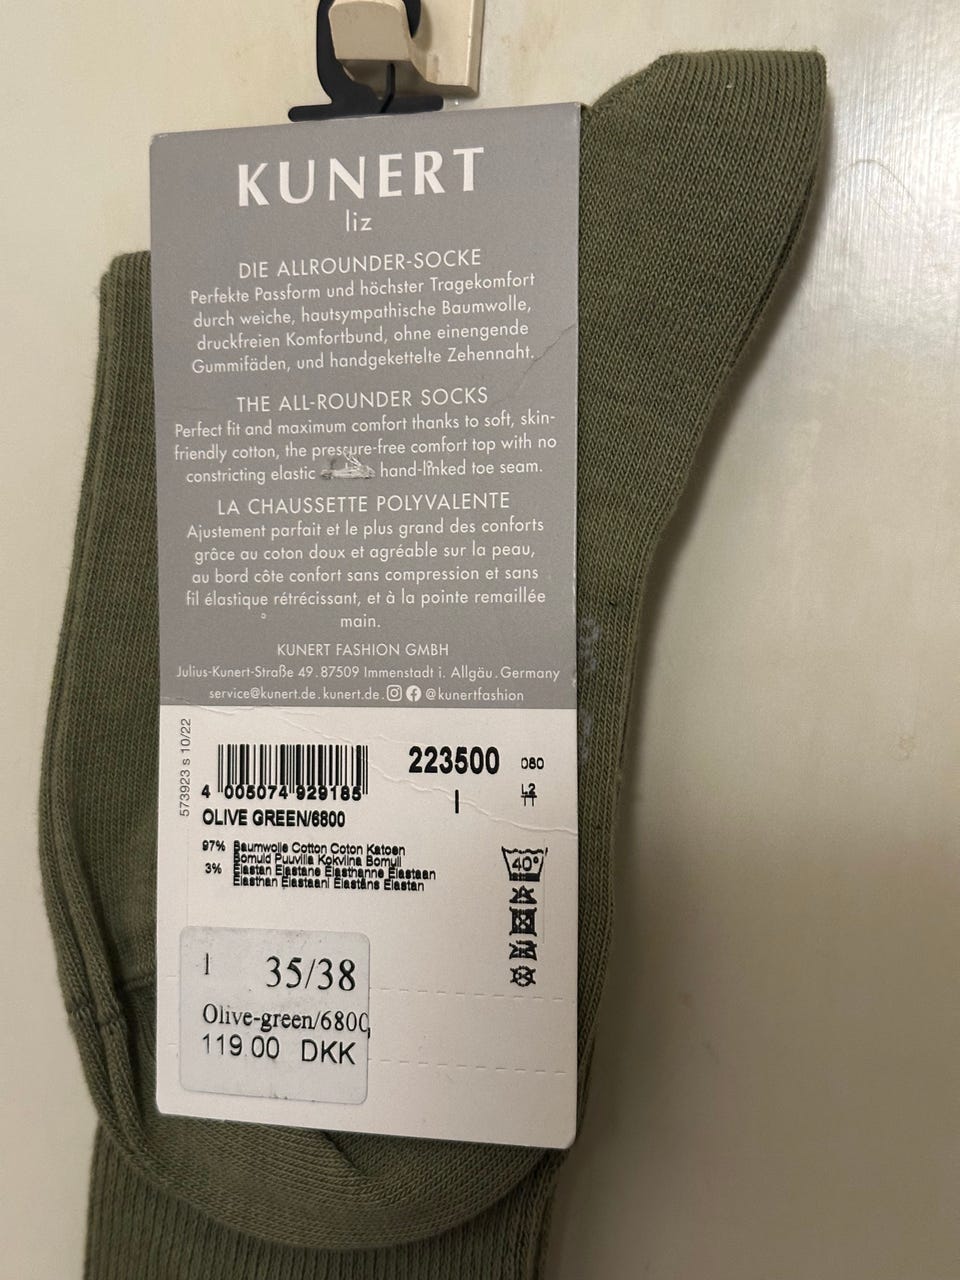 KUNERT
liz
DIE ALLROUNDER-SOCKE
Perfekte Passform und höchster Tragekomfort
durch weiche, hautsympathische Baumwolle,
druckfreien Komfortbund, ohne einengende
Gummifäden, und handgekettelte Zehennaht.
THE ALL-ROUNDER SOCKS
Perfect fit and maximum comfort thanks to soft, skin-
friendly cotton, the pressure-free comfort top with no
constricting elastic hand-linked toe seam.
LA CHAUSSETTE POLYVALENTE
Ajustement parfait et le plus grand des conforts
grâce au coton doux et agréable sur la peau,
au bord côte confort sans compression et sans
fil élastique rétrécissant, et à la pointe remaillée
main.
KUNERT FASHION GMBH
Julius-Kunert-Straße 49.87509 Immenstadt i. Allgäu.Germany
service@kunert.de.kunert.de. @kunertfashion
573923 s 10/22
223500 080
I
4 005074 929185
OLIVE GREEN/6800
97% Baumwolle Cotton Coton Katoen
Bomuld Puuvilla Kokvilna Bomull
3% Elastan Elastane Elasthanne Elastaan
Elasthan Elastaani Elastāns Elastan
40°
1 35/38
Olive-green/6800
119.00 DKK